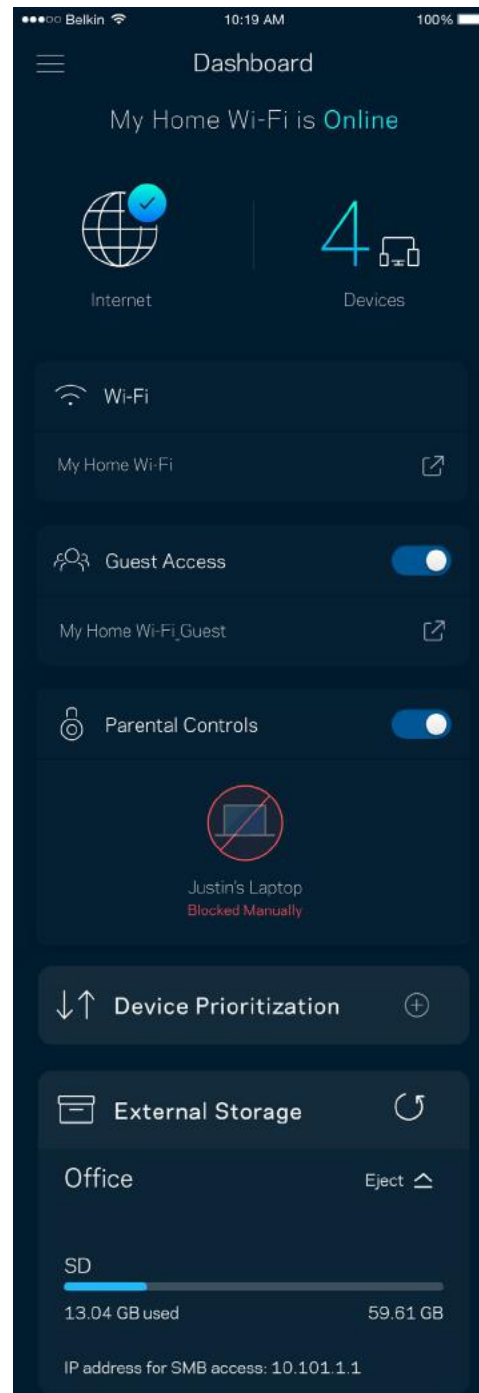 Belkin 10:19 AM 100%
Dashboard
My Home Wi-Fi is Online
4
Internet Devices
Wi-Fi
My Home Wi-Fi
Guest Access
My Home Wi-Fi_Guest
Parental Controls
Justin's Laptop
Blocked Manually
Device Prioritization
External Storage
Office Eject
SD
13.04 GB used 59.61 GB
IP address for SMB access: 10.101.1.1